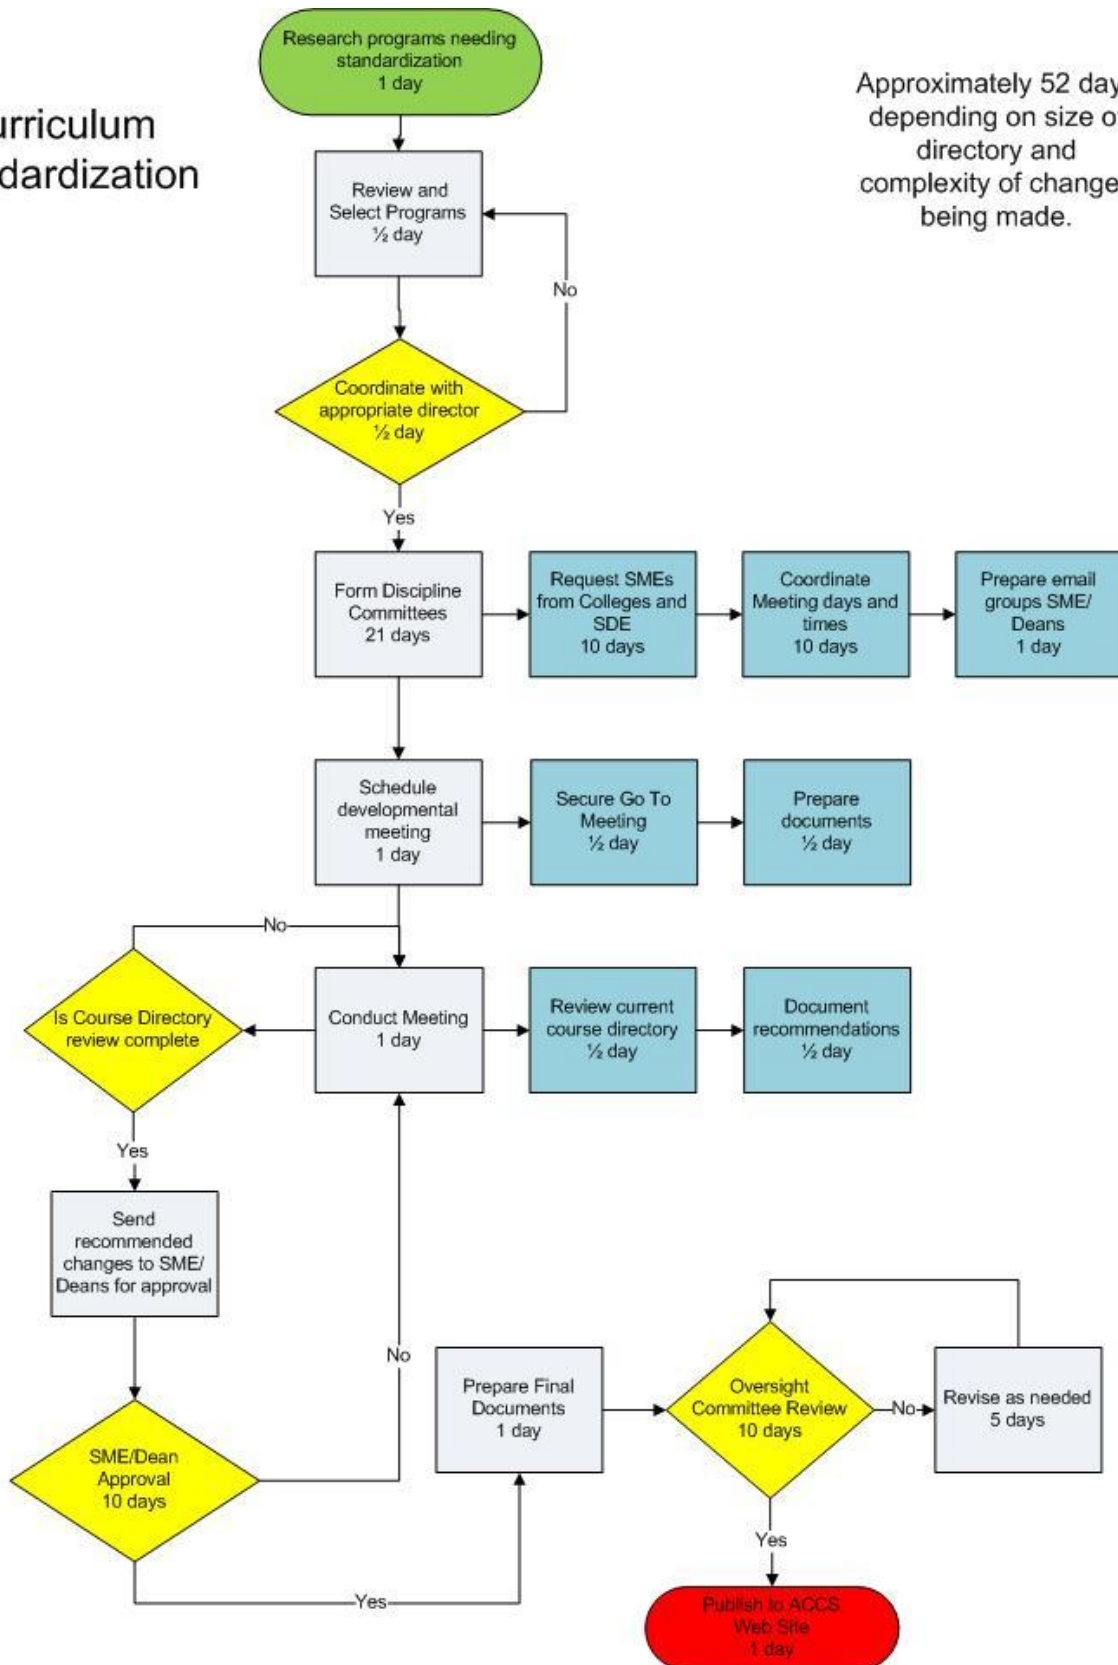 Research programs needing
standardization
1 day
urriculum
dardization
Approximately 52 day
depending on size of
directory and
complexity of change
being made.
Review and
Select Programs
½ day
No
Coordinate with
appropriate director
½ day
Yes
Form Discipline
Committees
21 days
Request SMEs
from Colleges and
SDE
10 days
Coordinate
Meeting days and
times
10 days
Prepare email
groups SME/
Deans
1 day
Schedule
developmental
meeting
1 day
Secure Go To
Meeting
½ day
Prepare
documents
½ day
No
Is Course Directory
review complete
Conduct Meeting
1 day
Review current
course directory
½ day
Document
recommendations
½ day
Yes
Send
recommended
changes to SME/
Deans for approval
No
SME/Dean
Approval
10 days
Yes
Prepare Final
Documents
1 day
Oversight
Committee Review
10 days
No
Revise as needed
5 days
Yes
Publish to ACCS
Web Site
1 day